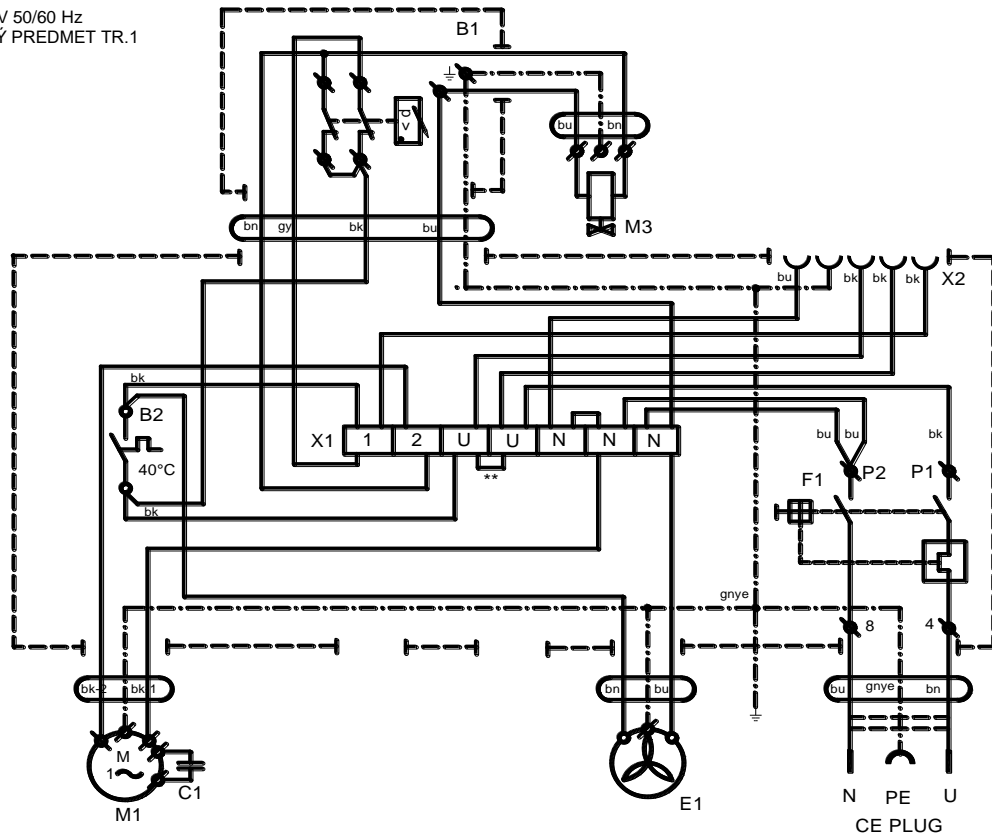 V 50/60 Hz
Ý PREDMET TR.1
B1
< d
bu bn
M3
bn gy bk bu
bu bk bk bk X2
bk
B2
40°C
X1 1 2 U U N N N
**
bu bu bk
F1 P2 P1
bk
gnye
8 4
bk-2 bk-1
bn bu
bu gnye bn
M
1
C1
M1
E1
N PE U
CE PLUG